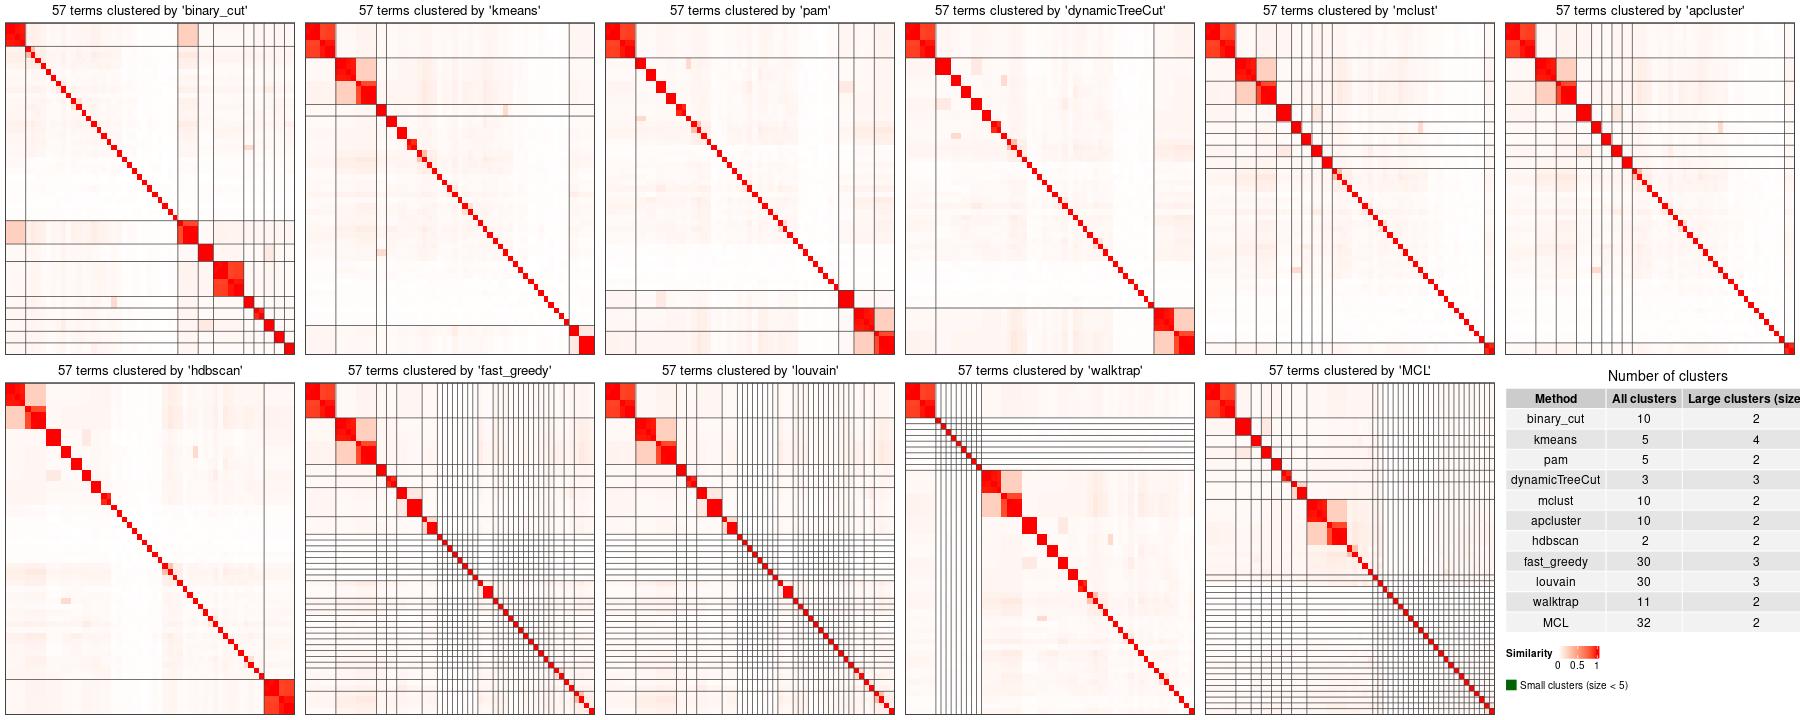 57 terms clustered by 'binary_cut'
57 terms clustered by 'kmeans'
57 terms clustered by 'pam'
57 terms clustered by 'dynamicTreeCut'
57 terms clustered by 'mclust'
57 terms clustered by 'apcluster'
57 terms clustered by 'hdbscan'
57 terms clustered by 'fast_greedy'
57 terms clustered by 'louvain'
57 terms clustered by 'walktrap'
57 terms clustered by 'MCL'
Number of clusters
Method All clusters Large clusters (size
binary_cut 10 2
kmeans 5 4
pam 5 2
dynamicTreeCut 3 3
mclust 10 2
apcluster 10 2
hdbscan 2 2
fast_greedy 30 3
louvain 30 3
walktrap 11 2
MCL 32 2
Similarity
0 0.5 1
Small clusters (size < 5)